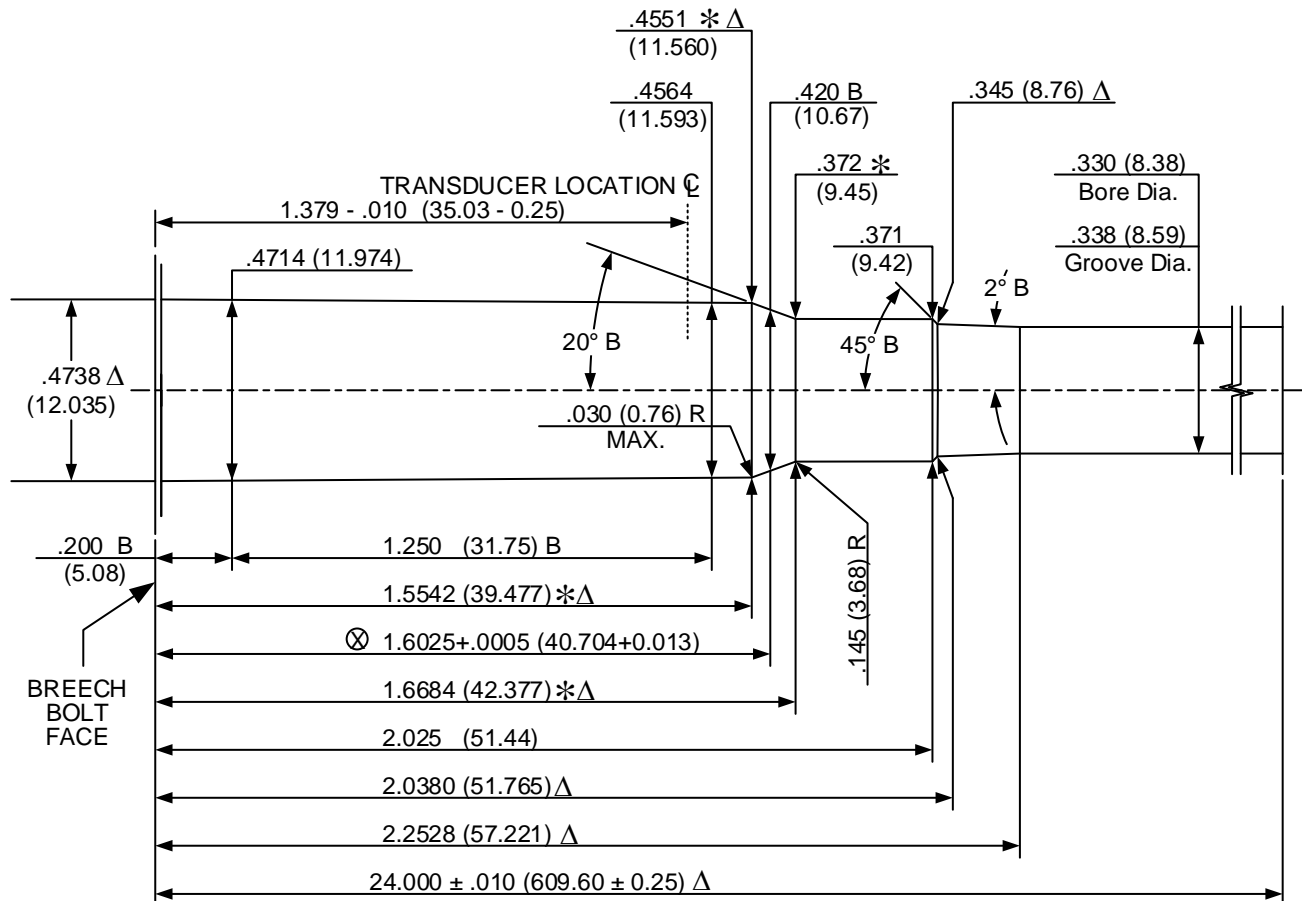 .4551 ✻ Δ
(11.560)
.4564
(11.593)
.420 B
(10.67)
.345 (8.76) Δ
.372 ✻
(9.45)
.330 (8.38)
Bore Dia.
TRANSDUCER LOCATION ℄
1.379 - .010 (35.03 - 0.25)
.371
(9.42)
.338 (8.59)
Groove Dia.
.4714 (11.974)
2° B
20° B
45° B
.4738 Δ
(12.035)
.030 (0.76) R
MAX.
.200 B
(5.08)
1.250 (31.75) B
.145 (3.68) R
1.5542 (39.477) ✻ Δ
⊗ 1.6025+.0005 (40.704+0.013)
BREECH
BOLT
FACE
1.6684 (42.377) ✻ Δ
2.025 (51.44)
2.0380 (51.765) Δ
2.2528 (57.221) Δ
24.000 ± .010 (609.60 ± 0.25) Δ